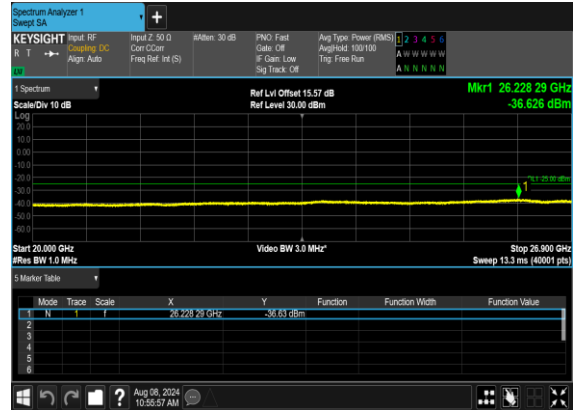 Spectrum Analyzer 1
Swept SA
+
KEYSIGHT Input: RF Input Z: 50 Ω #Atten: 30 dB PNO: Fast Avg Type: Power (RMS) 1 2 3 4 5 6
R T Coupling: DC Corr CCorr Gate: Off Avg|Hold: 100/100 A W W W W W
Align: Auto Freq Ref: Int (S) IF Gain: Low Trig: Free Run
LM Sig Track: Off A N N N N N
1 Spectrum Ref Lvl Offset 15.57 dB Mkr1 26.228 29 GHz
Scale/Div 10 dB Ref Level 30.00 dBm -36.626 dBm
Log
20.0
10.0
0.00
-10.0
-20.0
DL1 -25.00 dBm
-30.0
1
-40.0
-50.0
-60.0
Start 20.000 GHz Video BW 3.0 MHz* Stop 26.900 GHz
#Res BW 1.0 MHz Sweep 13.3 ms (40001 pts)
5 Marker Table
Mode Trace Scale X Y Function Function Width Function Value
1 N 1 f 26.228 29 GHz -36.63 dBm
2
3
4
5
6
? Aug 08, 2024
10:55:57 AM